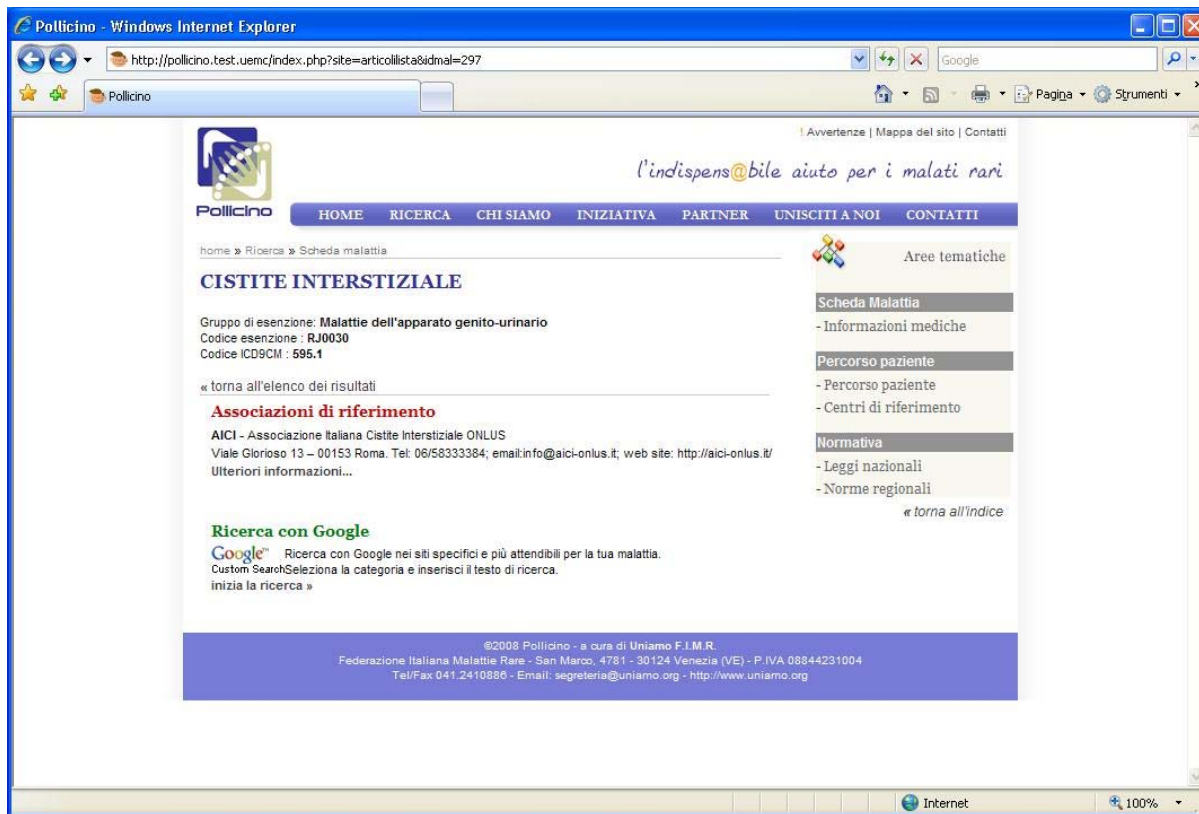 Pollicino - Windows Internet Explorer
http://pollicino.test.uemc/index.php?site=articolilista&idmal=297
Google
Pollicino
Pagina
Strumenti
! Avvertenze | Mappa del sito | Contatti
l'indispens@bile aiuto per i malati rari
Pollicino
HOME RICERCA CHI SIAMO INIZIATIVA PARTNER UNISCITI A NOI CONTATTI
home » Ricerca » Scheda malattia
CISTITE INTERSTIZIALE
Gruppo di esenzione: Malattie dell'apparato genito-urinario
Codice esenzione : RJ0030
Codice ICD9CM : 595.1
« torna all'elenco dei risultati
Associazioni di riferimento
AICI - Associazione Italiana Cistite Interstiziale ONLUS
Viale Glorioso 13 – 00153 Roma. Tel: 06/58333384; email:info@aici-onlus.it; web site: http://aici-onlus.it/
Ulteriori informazioni...
Ricerca con Google
Google™ Ricerca con Google nei siti specifici e più attendibili per la tua malattia.
Custom Search Seleziona la categoria e inserisci il testo di ricerca.
inizia la ricerca »
Aree tematiche
Scheda Malattia
- Informazioni mediche
Percorso paziente
- Percorso paziente
- Centri di riferimento
Normativa
- Leggi nazionali
- Norme regionali
« torna all'indice
©2008 Pollicino - a cura di Uniamo F.I.M.R.
Federazione Italiana Malattie Rare - San Marco, 4781 - 30124 Venezia (VE) - P.IVA 08844231004
Tel/Fax 041.2410886 - Email: segreteria@uniamo.org - http://www.uniamo.org
Internet
100%